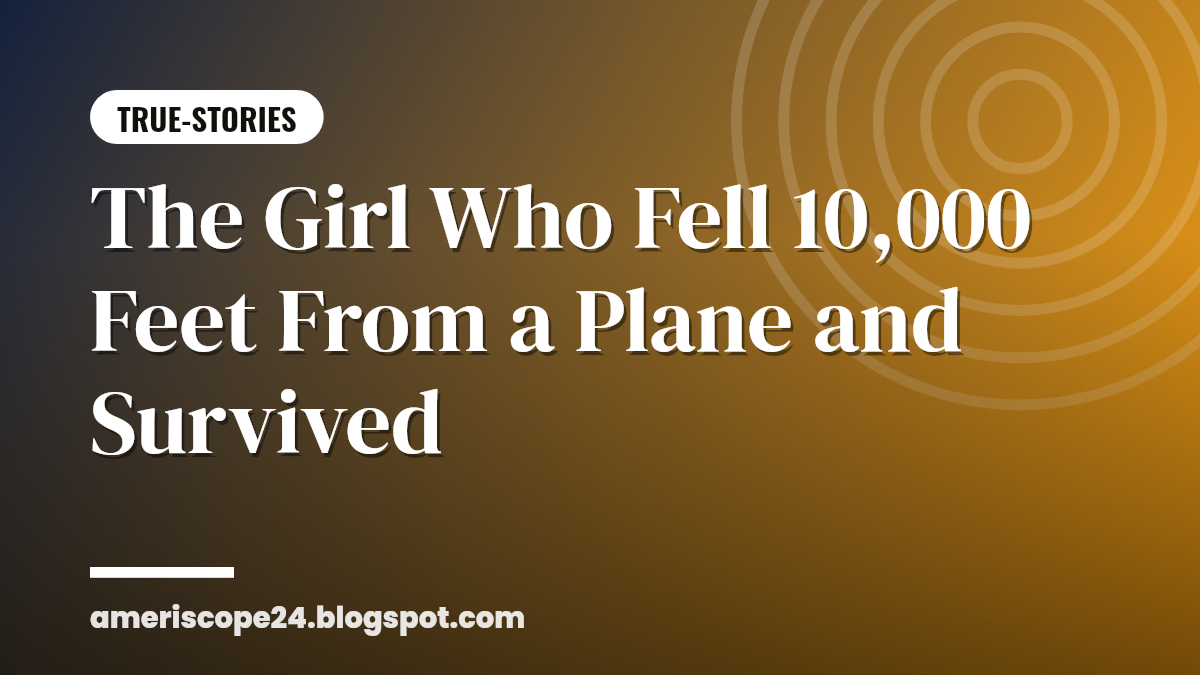 TRUE-STORIES
The Girl Who Fell 10,000
Feet From a Plane and
Survived
ameriscope24.blogspot.com